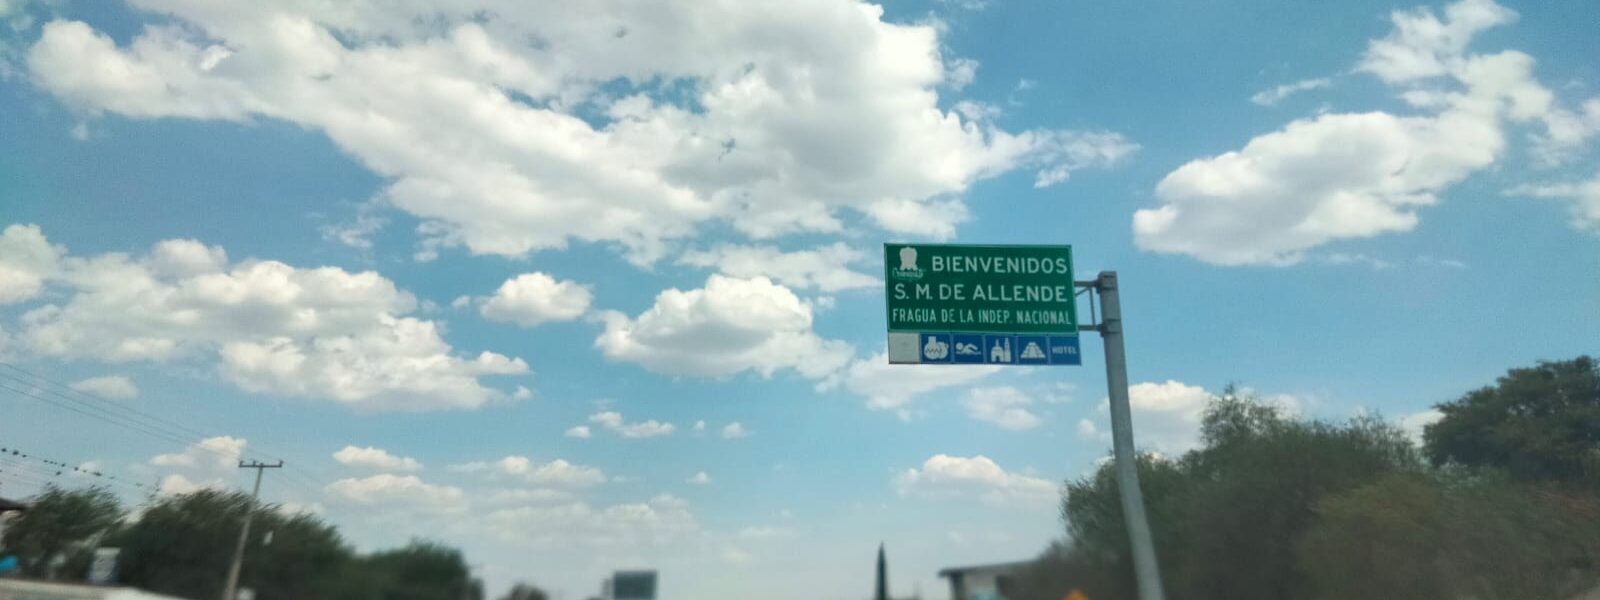 BIENVENIDOS
S. M. DE ALLENDE
FRAGUA DE LA INDEP. NACIONAL
HOTEL